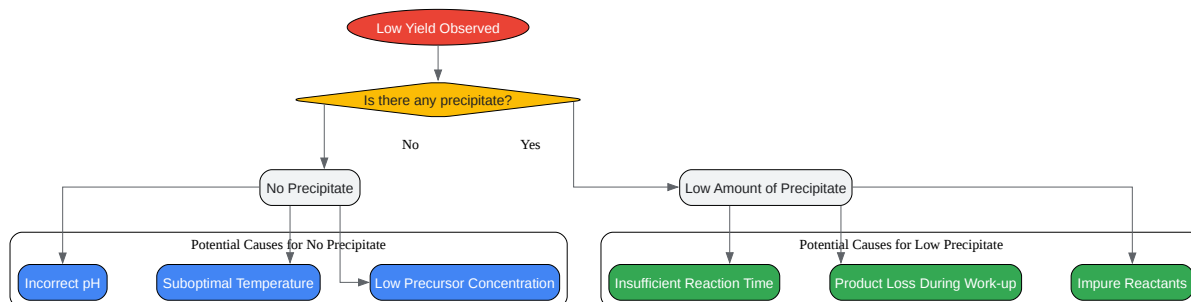 Low Yield Observed
Is there any precipitate?
No
Yes
No Precipitate
Low Amount of Precipitate
Potential Causes for No Precipitate
Potential Causes for Low Precipitate
Incorrect pH
Suboptimal Temperature
Low Precursor Concentration
Insufficient Reaction Time
Product Loss During Work-up
Impure Reactants